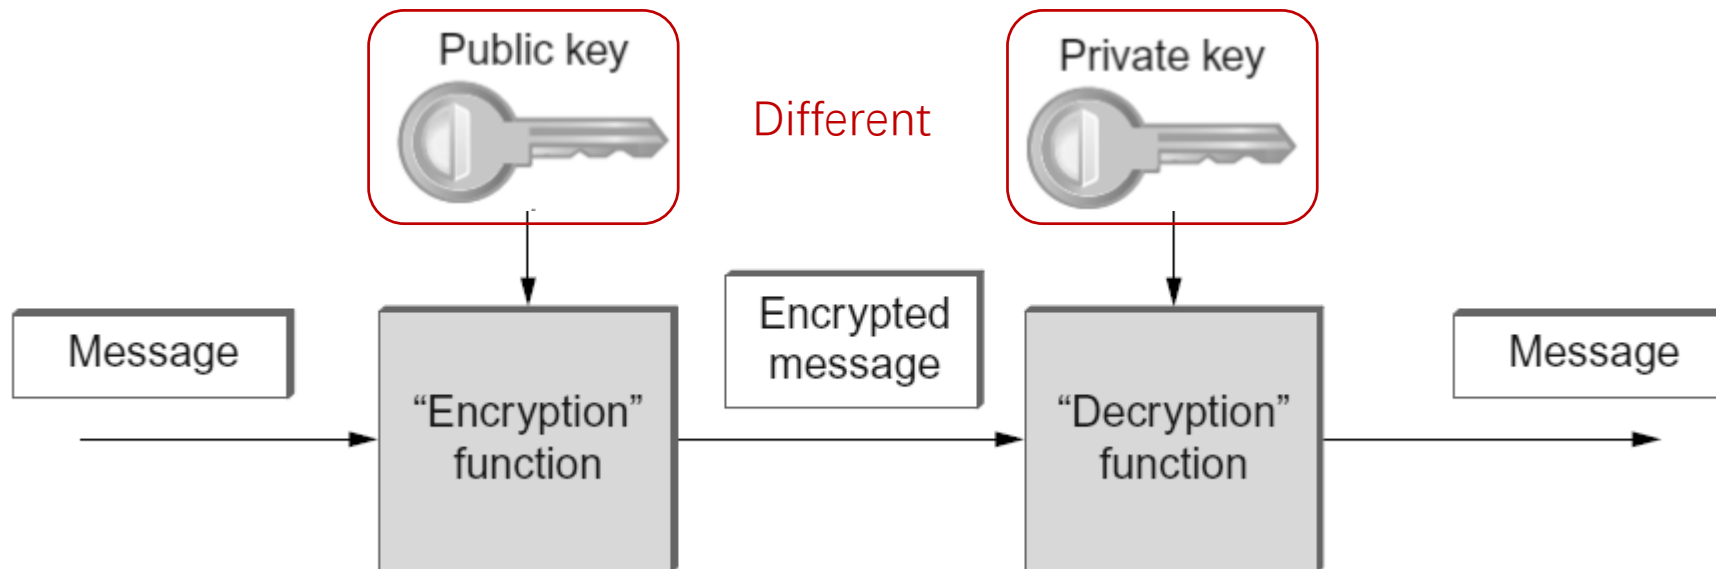 Public key
Private key
Different
Message
Encrypted
message
Message
“Encryption”
function
“Decryption”
function